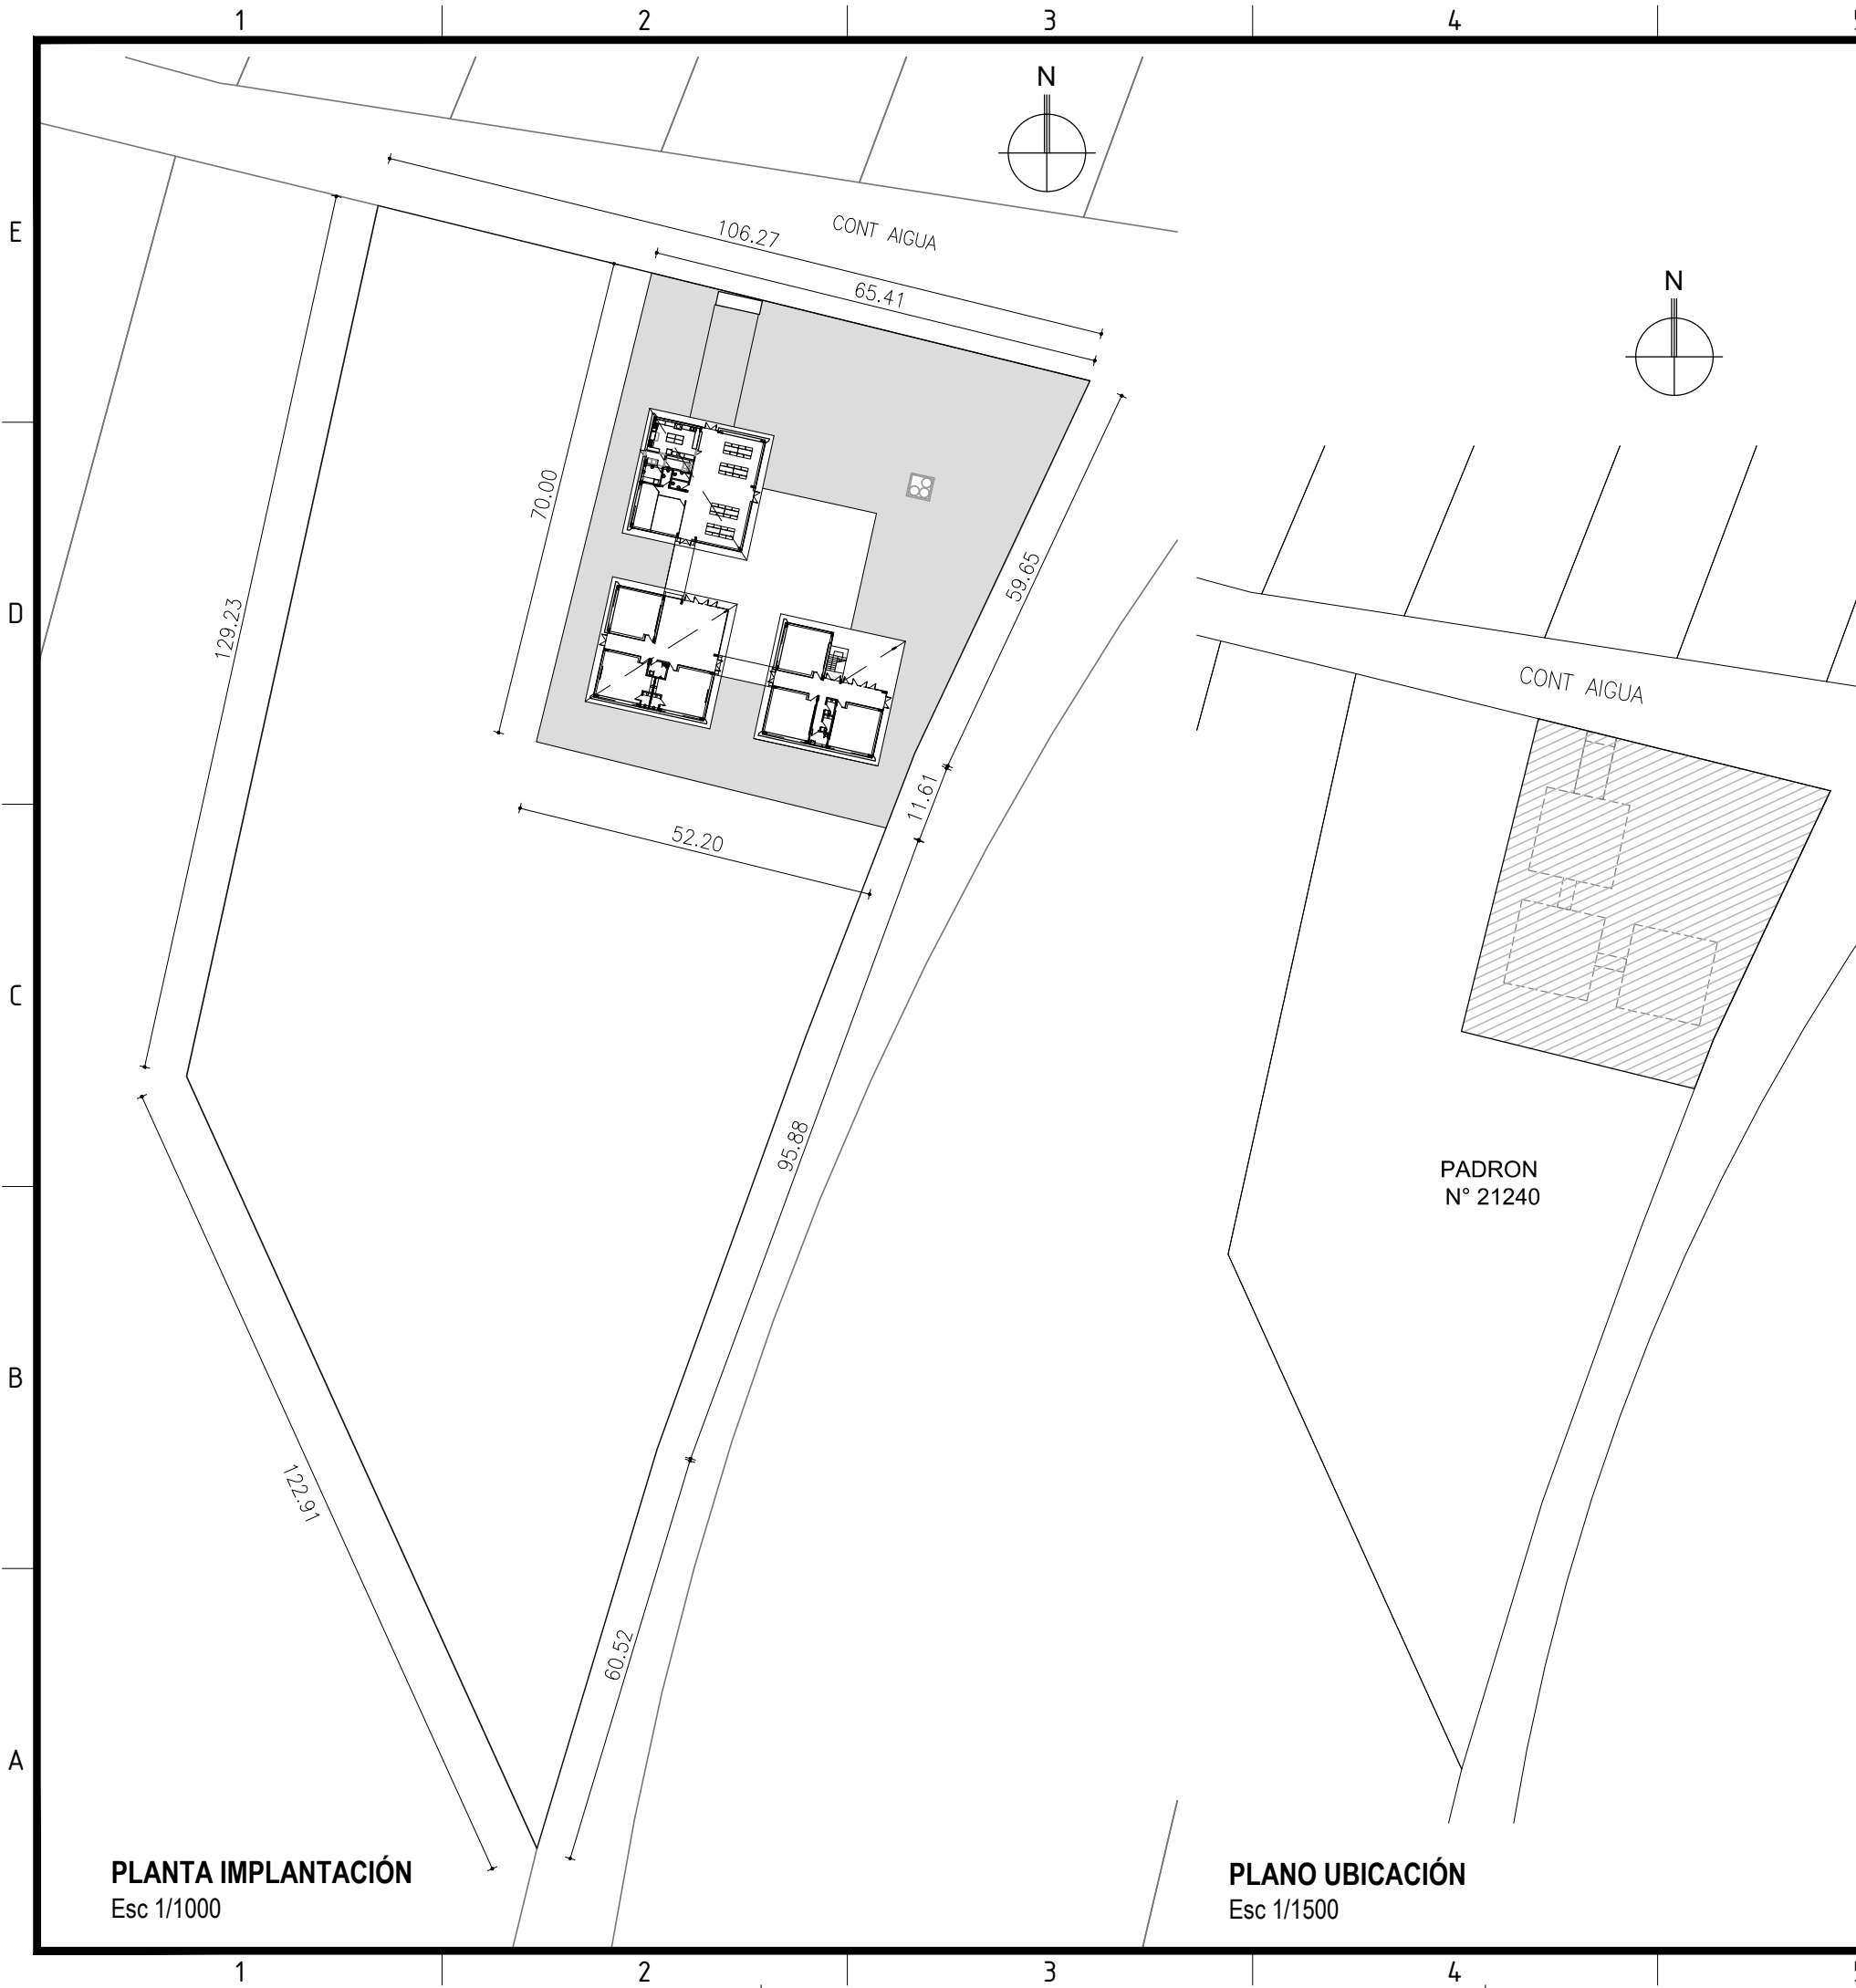 1 2 3 4
N
E
CONT AIGUA
106.27
65.41
N
70.00
59.65
D
129.23
CONT AIGUA
11.61
52.20
C
95.88
PADRON
N° 21240
B
122.91
60.52
A
PLANTA IMPLANTACIÓN
Esc 1/1000
PLANO UBICACIÓN
Esc 1/1500
1 2 3 4